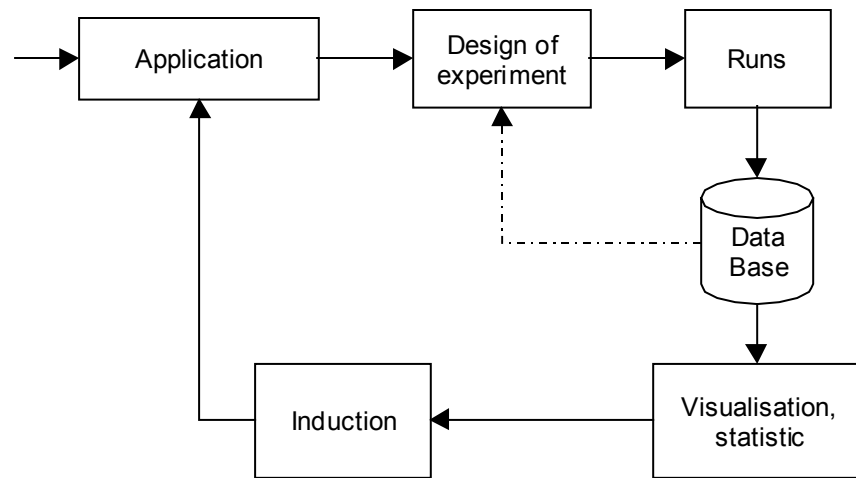 Application
Design of
experiment
Runs
Data
Base
Induction
Visualisation,
statistic